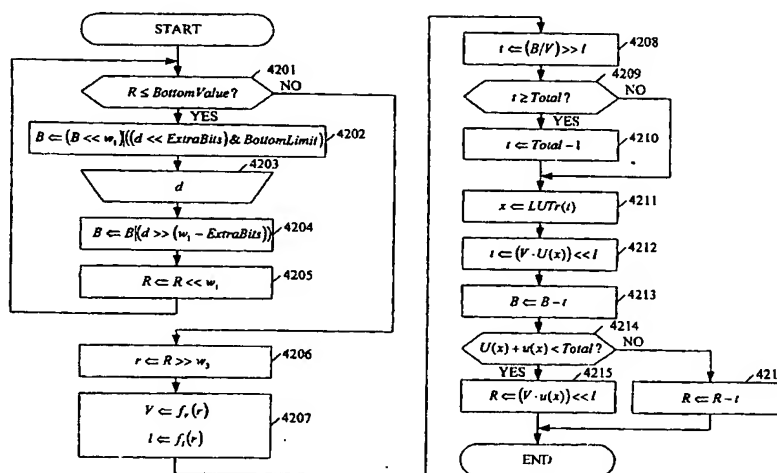 START
4201
R ≤ BottomValue?
NO
YES
4202
B ⇐ (B << w₁)|((d << ExtraBits) & BottomLimit)
4203
d
4204
B ⇐ B|(d >> (w₁ − ExtraBits))
4205
R ⇐ R << w₁
4206
r ⇐ R >> w₃
4207
V ⇐ fᵥ(r)
l ⇐ fₗ(r)
4208
t ⇐ (B/V) >> l
4209
t ≥ Total?
NO
YES
4210
t ⇐ Total − 1
4211
x ⇐ LUTr(t)
4212
t ⇐ (V · U(x)) << l
4213
B ⇐ B − t
4214
U(x) + u(x) < Total?
NO
YES
4215
R ⇐ (V · u(x)) << l
421
R ⇐ R − t
END